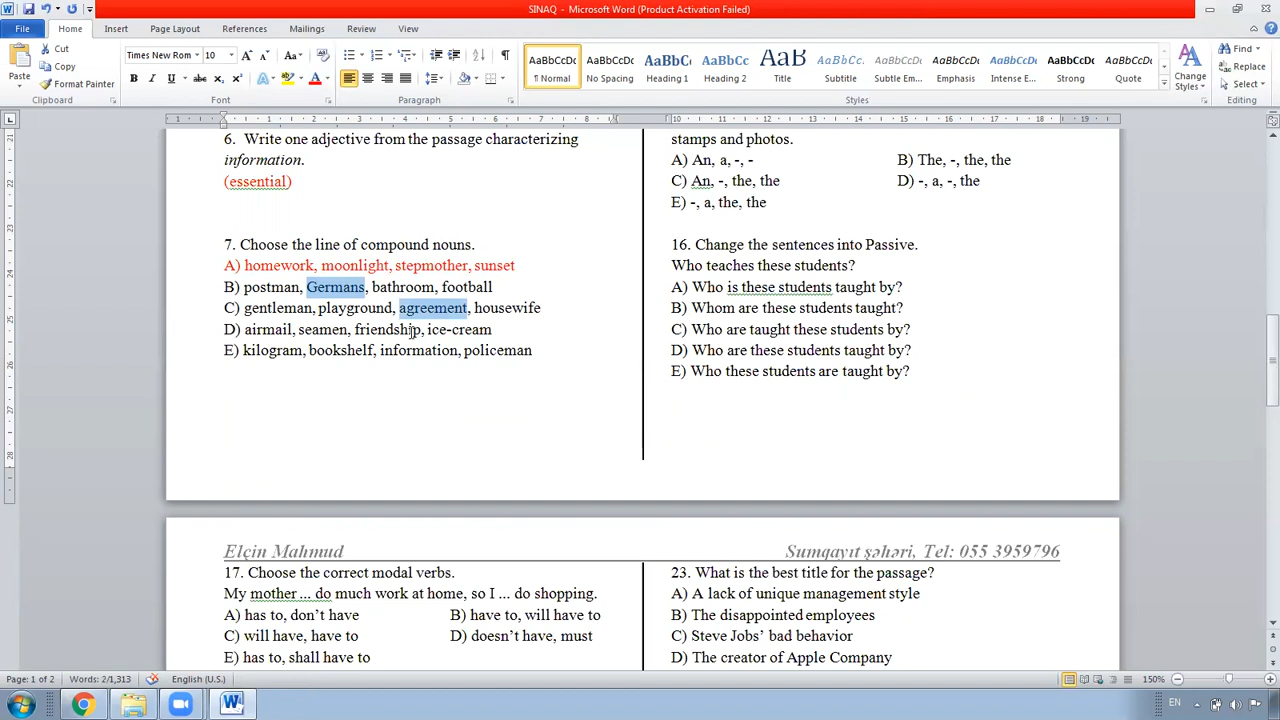 SINAQ - Microsoft Word (Product Activation Failed)
File Home Insert Page Layout References Mailings Review View
Paste
Cut
Copy
Format Painter
Clipboard
Times New Rom 10
Font
Paragraph
AaBbCcDc AaBbCcDc AaBbC AaBbCc AaB AaBbCc. AaBbCcDc AaBbCcDc AaBbCcDc AaBbCcDc AaBbCcDc
¶ Normal No Spacing Heading 1 Heading 2 Title Subtitle Subtle Em... Emphasis Intense E... Strong Quote
Styles
Change Styles
Find
Replace
Select
Editing
6. Write one adjective from the passage characterizing
information.
(essential)
7. Choose the line of compound nouns.
A) homework, moonlight, stepmother, sunset
B) postman, Germans, bathroom, football
C) gentleman, playground, agreement, housewife
D) airmail, seamen, friendship, ice-cream
E) kilogram, bookshelf, information, policeman
stamps and photos.
A) An, a, -, - B) The, -, the, the
C) An, -, the, the D) -, a, -, the
E) -, a, the, the
16. Change the sentences into Passive.
Who teaches these students?
A) Who is these students taught by?
B) Whom are these students taught?
C) Who are taught these students by?
D) Who are these students taught by?
E) Who these students are taught by?
Elçin Mahmud Sumqayıt şəhəri, Tel: 055 3959796
17. Choose the correct modal verbs.
My mother ... do much work at home, so I ... do shopping.
A) has to, don’t have B) have to, will have to
C) will have, have to D) doesn’t have, must
E) has to, shall have to
23. What is the best title for the passage?
A) A lack of unique management style
B) The disappointed employees
C) Steve Jobs’ bad behavior
D) The creator of Apple Company
Page: 1 of 2 Words: 2/1,313 English (U.S.) 150%
EN